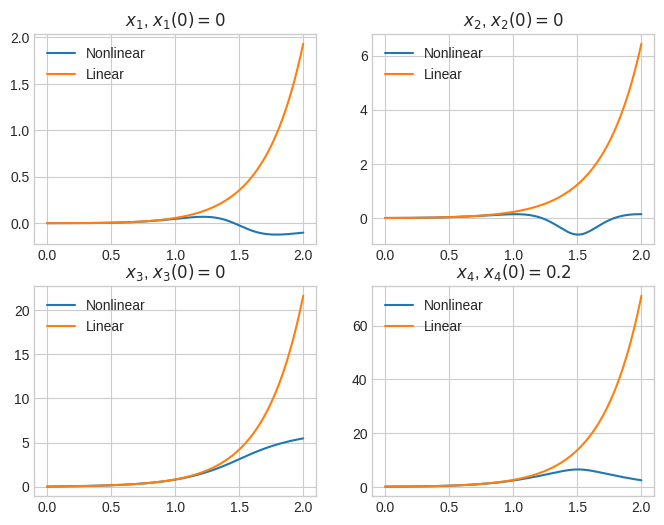 x₁, x₁(0) = 0
2.0
1.5
1.0
0.5
0.0
Nonlinear
Linear
0.0 0.5 1.0 1.5 2.0
x₂, x₂(0) = 0
6
4
2
0
Nonlinear
Linear
0.0 0.5 1.0 1.5 2.0
x₃, x₃(0) = 0
20
15
10
5
0
Nonlinear
Linear
0.0 0.5 1.0 1.5 2.0
x₄, x₄(0) = 0.2
60
40
20
0
Nonlinear
Linear
0.0 0.5 1.0 1.5 2.0